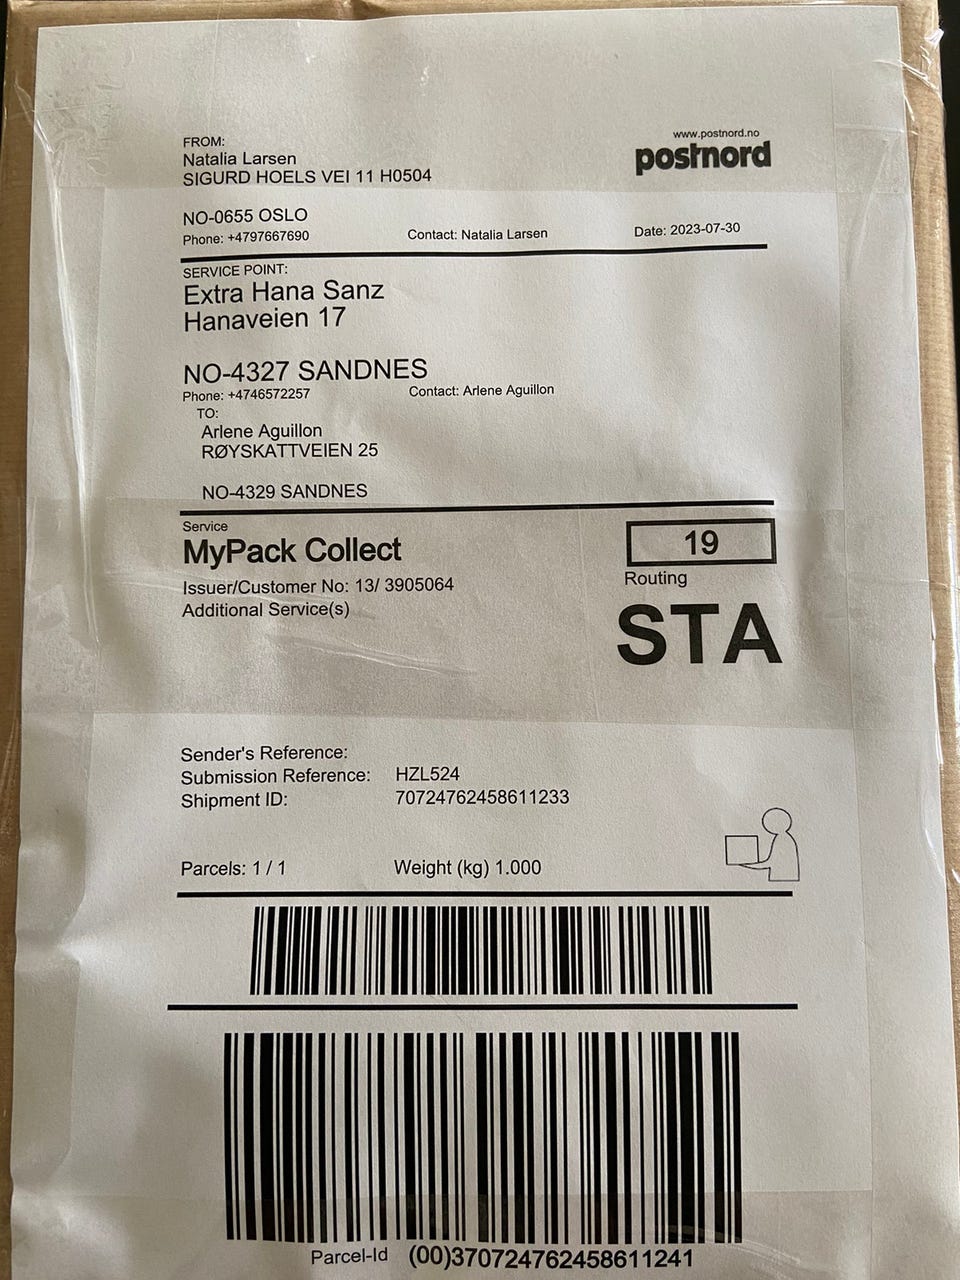 FROM:
Natalia Larsen
SIGURD HOELS VEI 11 H0504
www.postnord.no
postnord
NO-0655 OSLO
Phone: +4797667690 Contact: Natalia Larsen Date: 2023-07-30
SERVICE POINT:
Extra Hana Sanz
Hanaveien 17
NO-4327 SANDNES
Phone: +4746572257 Contact: Arlene Aguillon
TO:
Arlene Aguillon
RØYSKATTVEIEN 25
NO-4329 SANDNES
Service
MyPack Collect
Issuer/Customer No: 13/ 3905064
Additional Service(s)
19
Routing
STA
Sender's Reference:
Submission Reference: HZL524
Shipment ID: 70724762458611233
Parcels: 1 / 1 Weight (kg) 1.000
Parcel-Id (00)370724762458611241